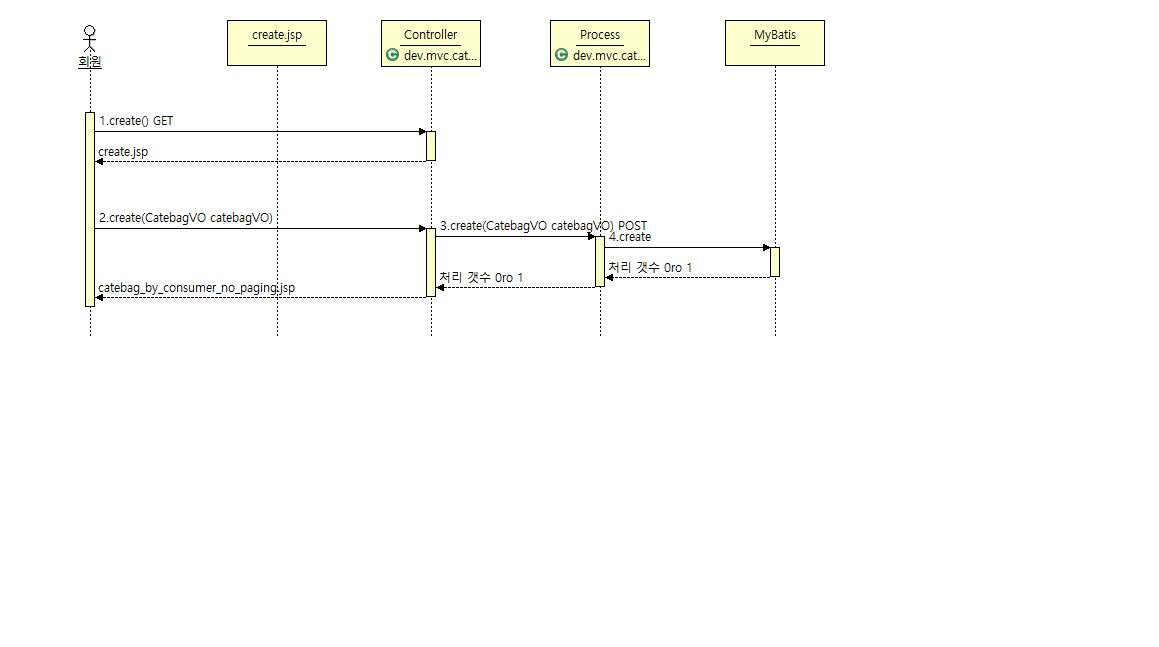 회원
create.jsp
Controller
dev.mvc.cat...
Process
dev.mvc.cat...
MyBatis
1.create() GET
create.jsp
2.create(CatebagVO catebagVO)
3.create(CatebagVO catebagVO) POST
4.create
처리 갯수 0ro 1
처리 갯수 0ro 1
catebag_by_consumer_no_paging.jsp